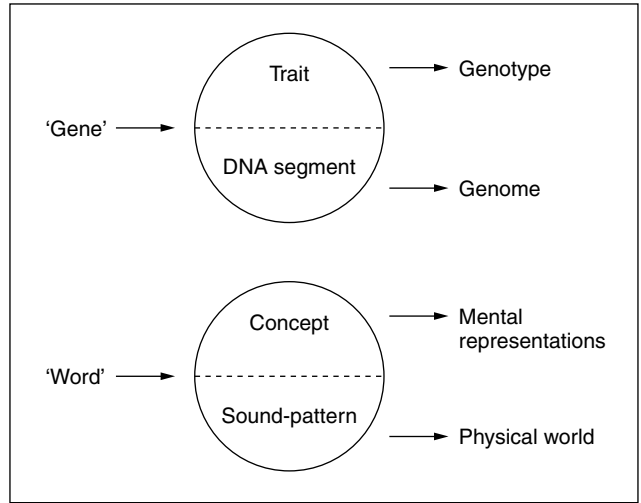 Trait
Genotype
‘Gene’
DNA segment
Genome
Concept
Mental
representations
‘Word’
Sound-pattern
Physical world